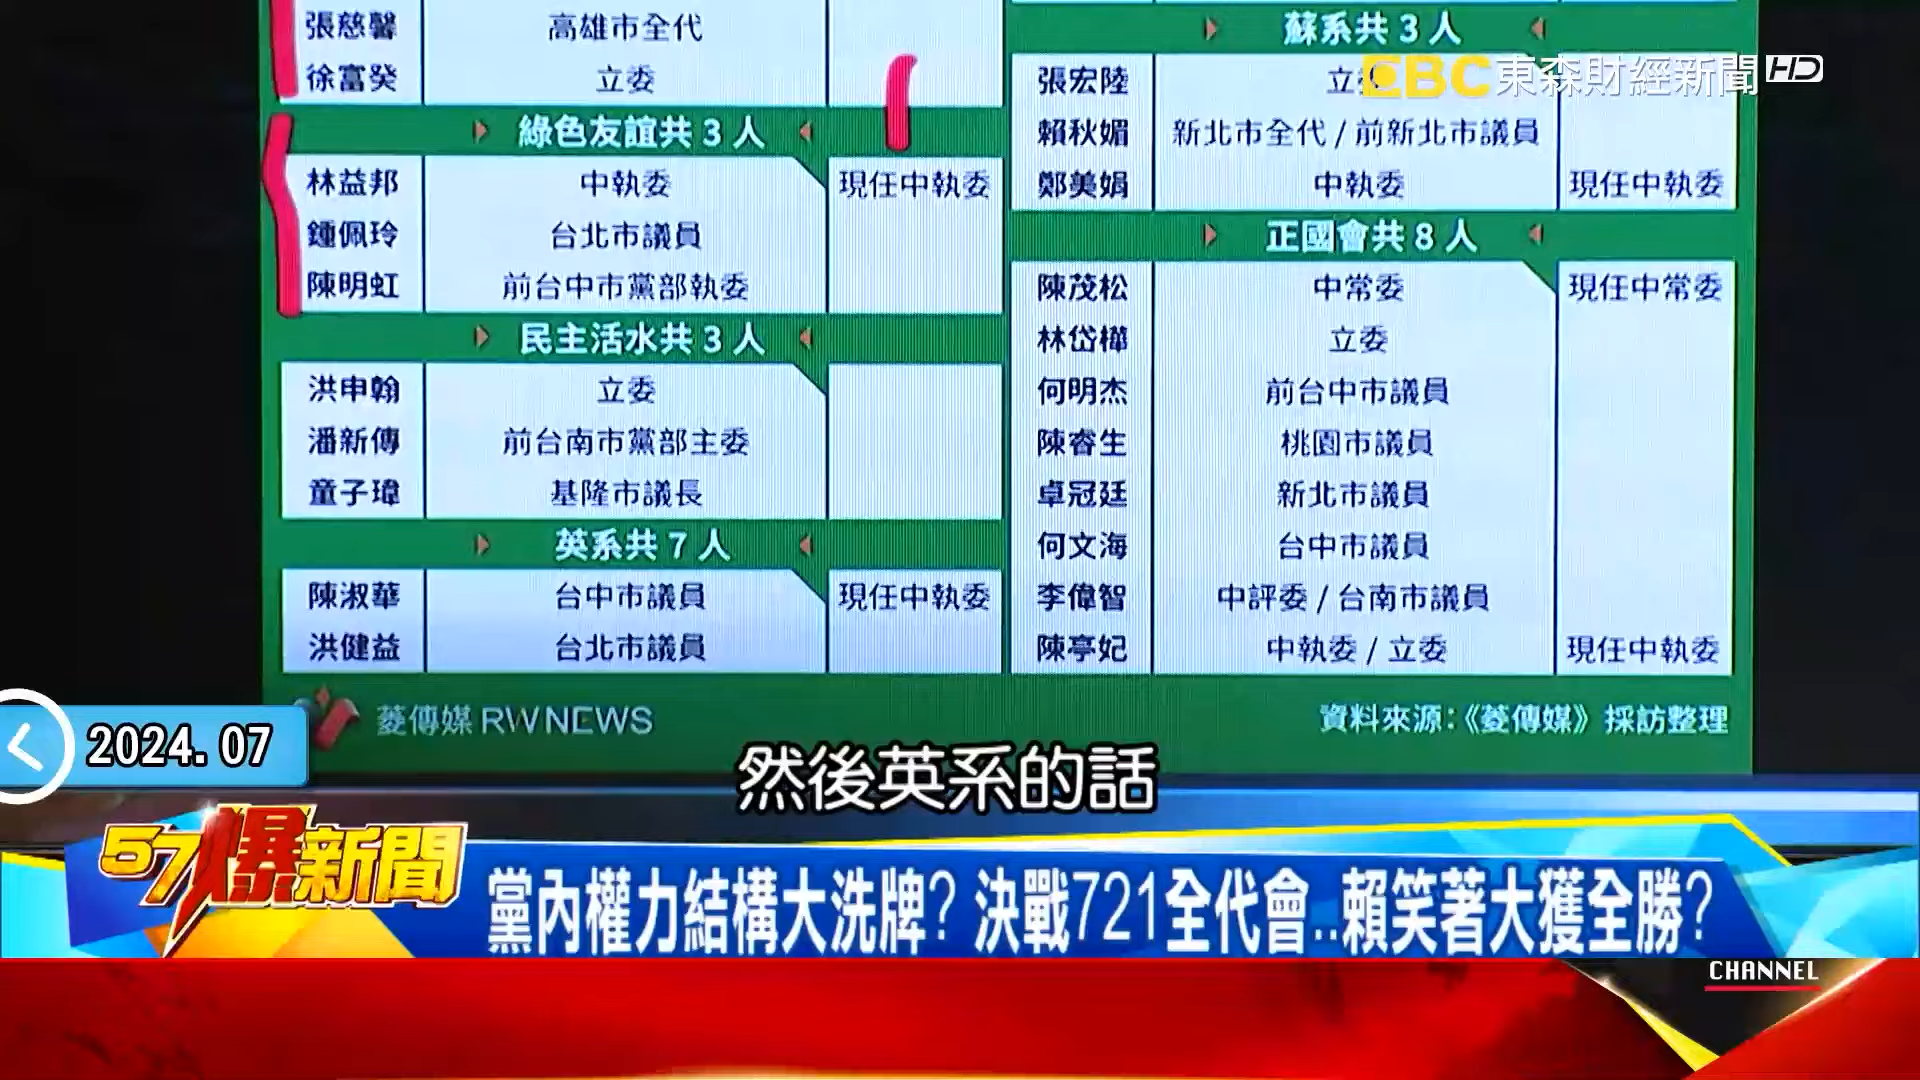 張慈馨 高雄市全代
徐富癸 立委
綠色友誼共 3 人
林益邦 中執委 現任中執委
鍾佩玲 台北市議員
陳明虹 前台中市黨部執委
民主活水共 3 人
洪申翰 立委
潘新傳 前台南市黨部主委
童子瑋 基隆市議長
英系共 7 人
陳淑華 台中市議員 現任中執委
洪健益 台北市議員
蘇系共 3 人
張宏陸 立委
賴秋媚 新北市全代 / 前新北市議員
鄭美娟 中執委 現任中執委
正國會共 8 人
陳茂松 中常委 現任中常委
林岱樺 立委
何明杰 前台中市議員
陳睿生 桃園市議員
卓冠廷 新北市議員
何文海 台中市議員
李偉智 中評委 / 台南市議員
陳亭妃 中執委 / 立委 現任中執委
EBC 東森財經新聞 HD
菱傳媒 RWNEWS
資料來源:《菱傳媒》採訪整理
2024. 07
然後英系的話
57爆新聞
黨內權力結構大洗牌? 決戰721全代會..賴笑著大獲全勝?
CHANNEL